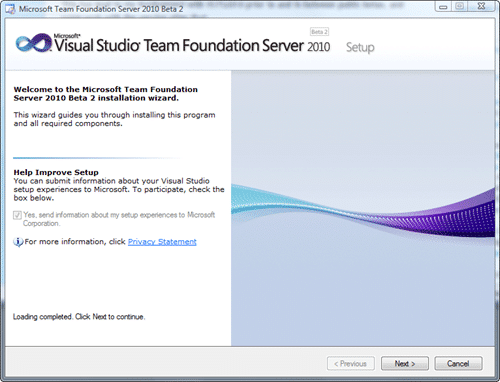 Microsoft Team Foundation Server 2010 Beta 2
Microsoft®
Beta 2
Visual Studio® Team Foundation Server 2010 Setup
Welcome to the Microsoft Team Foundation
Server 2010 Beta 2 installation wizard.
This wizard guides you through installing this program
and all required components.
Help Improve Setup
You can submit information about your Visual Studio
setup experiences to Microsoft. To participate, check the
box below.
Yes, send information about my setup experiences to Microsoft
Corporation.
For more information, click Privacy Statement
Loading completed. Click Next to continue.
< Previous Next > Cancel